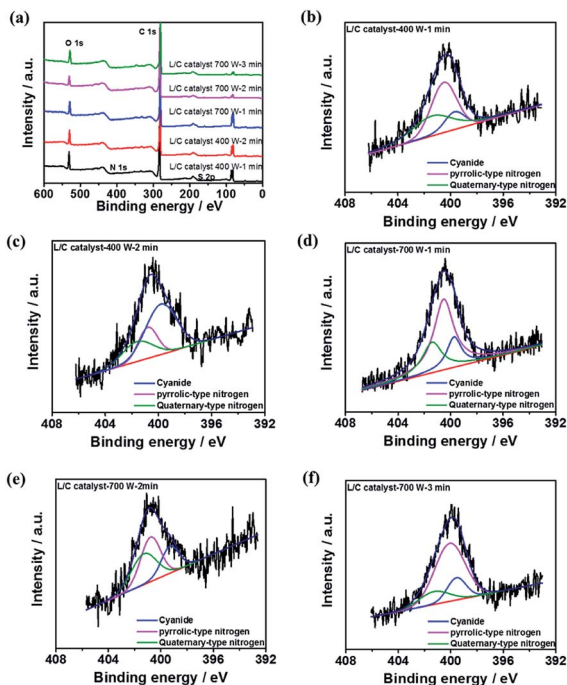 (a)
C 1s
O 1s
L/C catalyst 700 W-3 min
L/C catalyst 700 W-2 min
L/C catalyst 700 W-1 min
L/C catalyst 400 W-2 min
N 1s
L/C catalyst 400 W-1 min
S 2p
Intensity / a.u.
600 500 400 300 200 100 0
Binding energy / eV
(b)
L/C catalyst-400 W-1 min
Intensity / a.u.
Cyanide
pyrrolic-type nitrogen
Quaternary-type nitrogen
408 404 400 396 392
Binding energy / eV
(c)
L/C catalyst-400 W-2 min
Intensity / a.u.
Cyanide
pyrrolic-type nitrogen
Quaternary-type nitrogen
408 404 400 396 392
Binding energy / eV
(d)
L/C catalyst-700 W-1 min
Intensity / a.u.
Cyanide
pyrrolic-type nitrogen
Quaternary-type nitrogen
408 404 400 396 392
Binding energy / eV
(e)
L/C catalyst-700 W-2min
Intensity / a.u.
Cyanide
pyrrolic-type nitrogen
Quaternary-type nitrogen
408 404 400 396 392
Binding energy / eV
(f)
L/C catalyst-700 W-3 min
Intensity / a.u.
Cyanide
pyrrolic-type nitrogen
Quaternary-type nitrogen
408 404 400 396 392
Binding energy / eV